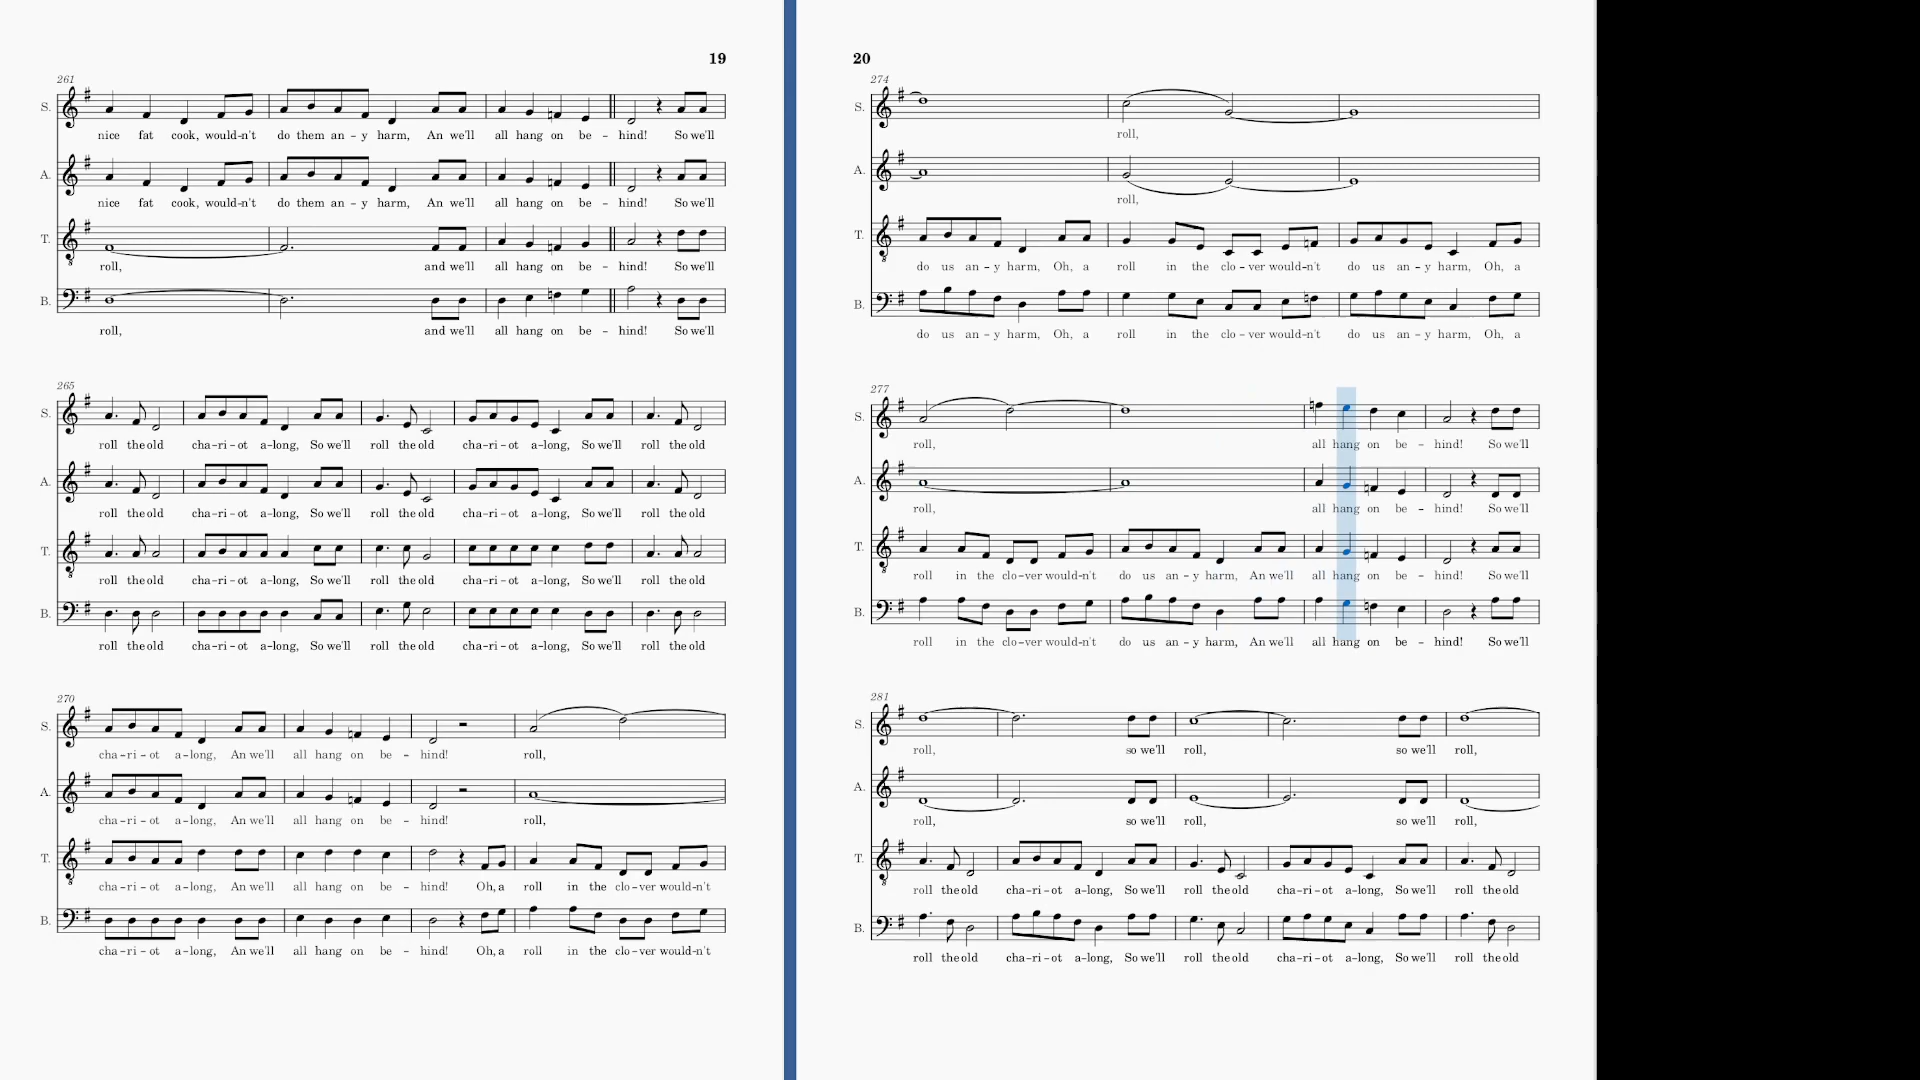 19
261
S.
nice fat cook, would-n't do them an - y harm, An we'll all hang on be - hind! So we'll
A.
nice fat cook, would-n't do them an - y harm, An we'll all hang on be - hind! So we'll
T.
roll, and we'll all hang on be - hind! So we'll
B.
roll, and we'll all hang on be - hind! So we'll
265
S.
roll the old cha - ri - ot a - long, So we'll roll the old cha - ri - ot a - long, So we'll roll the old
A.
roll the old cha - ri - ot a - long, So we'll roll the old cha - ri - ot a - long, So we'll roll the old
T.
roll the old cha - ri - ot a - long, So we'll roll the old cha - ri - ot a - long, So we'll roll the old
B.
roll the old cha - ri - ot a - long, So we'll roll the old cha - ri - ot a - long, So we'll roll the old
270
S.
cha - ri - ot a - long, An we'll all hang on be - hind! roll,
A.
cha - ri - ot a - long, An we'll all hang on be - hind! roll,
T.
cha - ri - ot a - long, An we'll all hang on be - hind! Oh, a roll in the clo - ver would-n't
B.
cha - ri - ot a - long, An we'll all hang on be - hind! Oh, a roll in the clo - ver would-n't
20
274
S.
roll,
A.
roll,
T.
do us an - y harm, Oh, a roll in the clo - ver would-n't do us an - y harm, Oh, a
B.
do us an - y harm, Oh, a roll in the clo - ver would-n't do us an - y harm, Oh, a
277
S.
roll, all hang on be - hind! So we'll
A.
roll, all hang on be - hind! So we'll
T.
roll in the clo - ver would-n't do us an - y harm, An we'll all hang on be - hind! So we'll
B.
roll in the clo - ver would-n't do us an - y harm, An we'll all hang on be - hind! So we'll
281
S.
roll, so we'll roll, so we'll roll,
A.
roll, so we'll roll, so we'll roll,
T.
roll the old cha - ri - ot a - long, So we'll roll the old cha - ri - ot a - long, So we'll roll the old
B.
roll the old cha - ri - ot a - long, So we'll roll the old cha - ri - ot a - long, So we'll roll the old